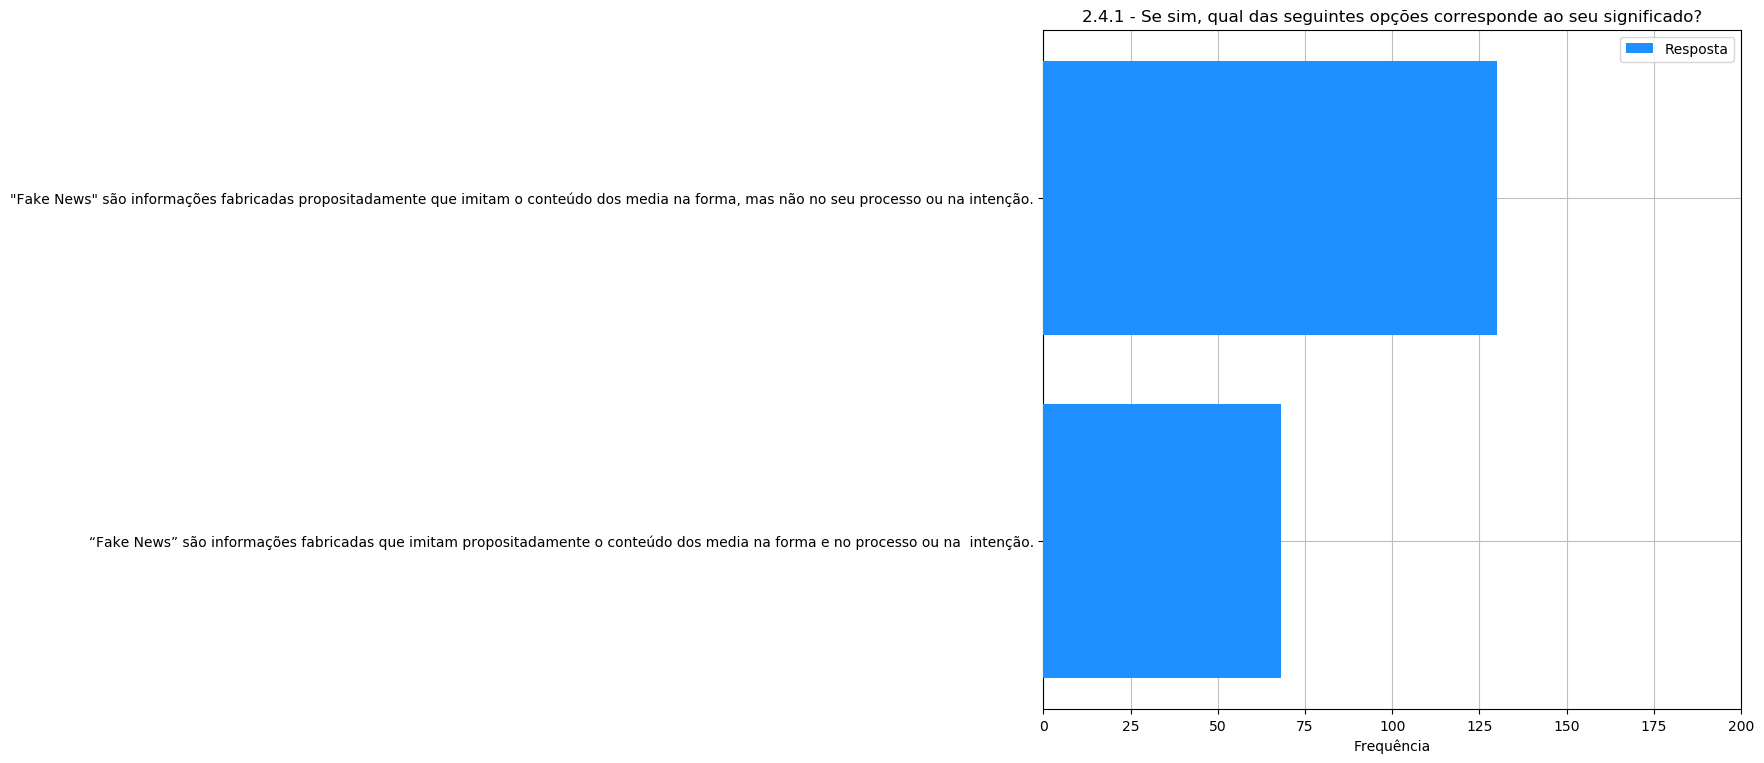 2.4.1 - Se sim, qual das seguintes opções corresponde ao seu significado?
Resposta
"Fake News" são informações fabricadas propositadamente que imitam o conteúdo dos media na forma, mas não no seu processo ou na intenção.
“Fake News” são informações fabricadas que imitam propositadamente o conteúdo dos media na forma e no processo ou na  intenção.
0 25 50 75 100 125 150 175 200
Frequência